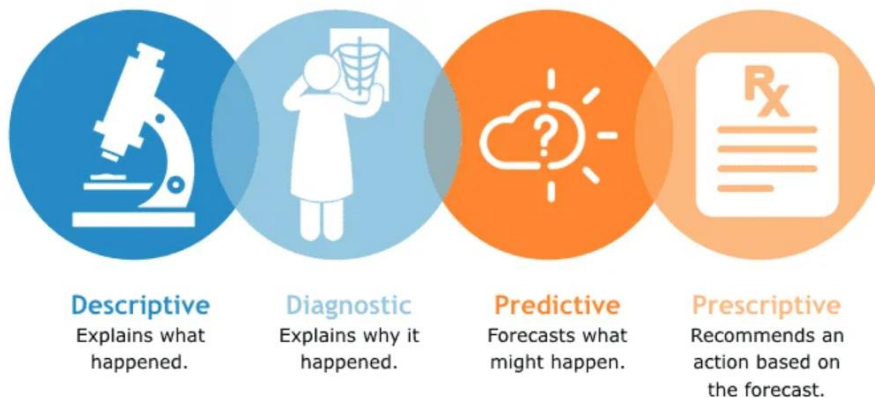 ?
Rx
Descriptive
Explains what
happened.
Diagnostic
Explains why it
happened.
Predictive
Forecasts what
might happen.
Prescriptive
Recommends an
action based on
the forecast.